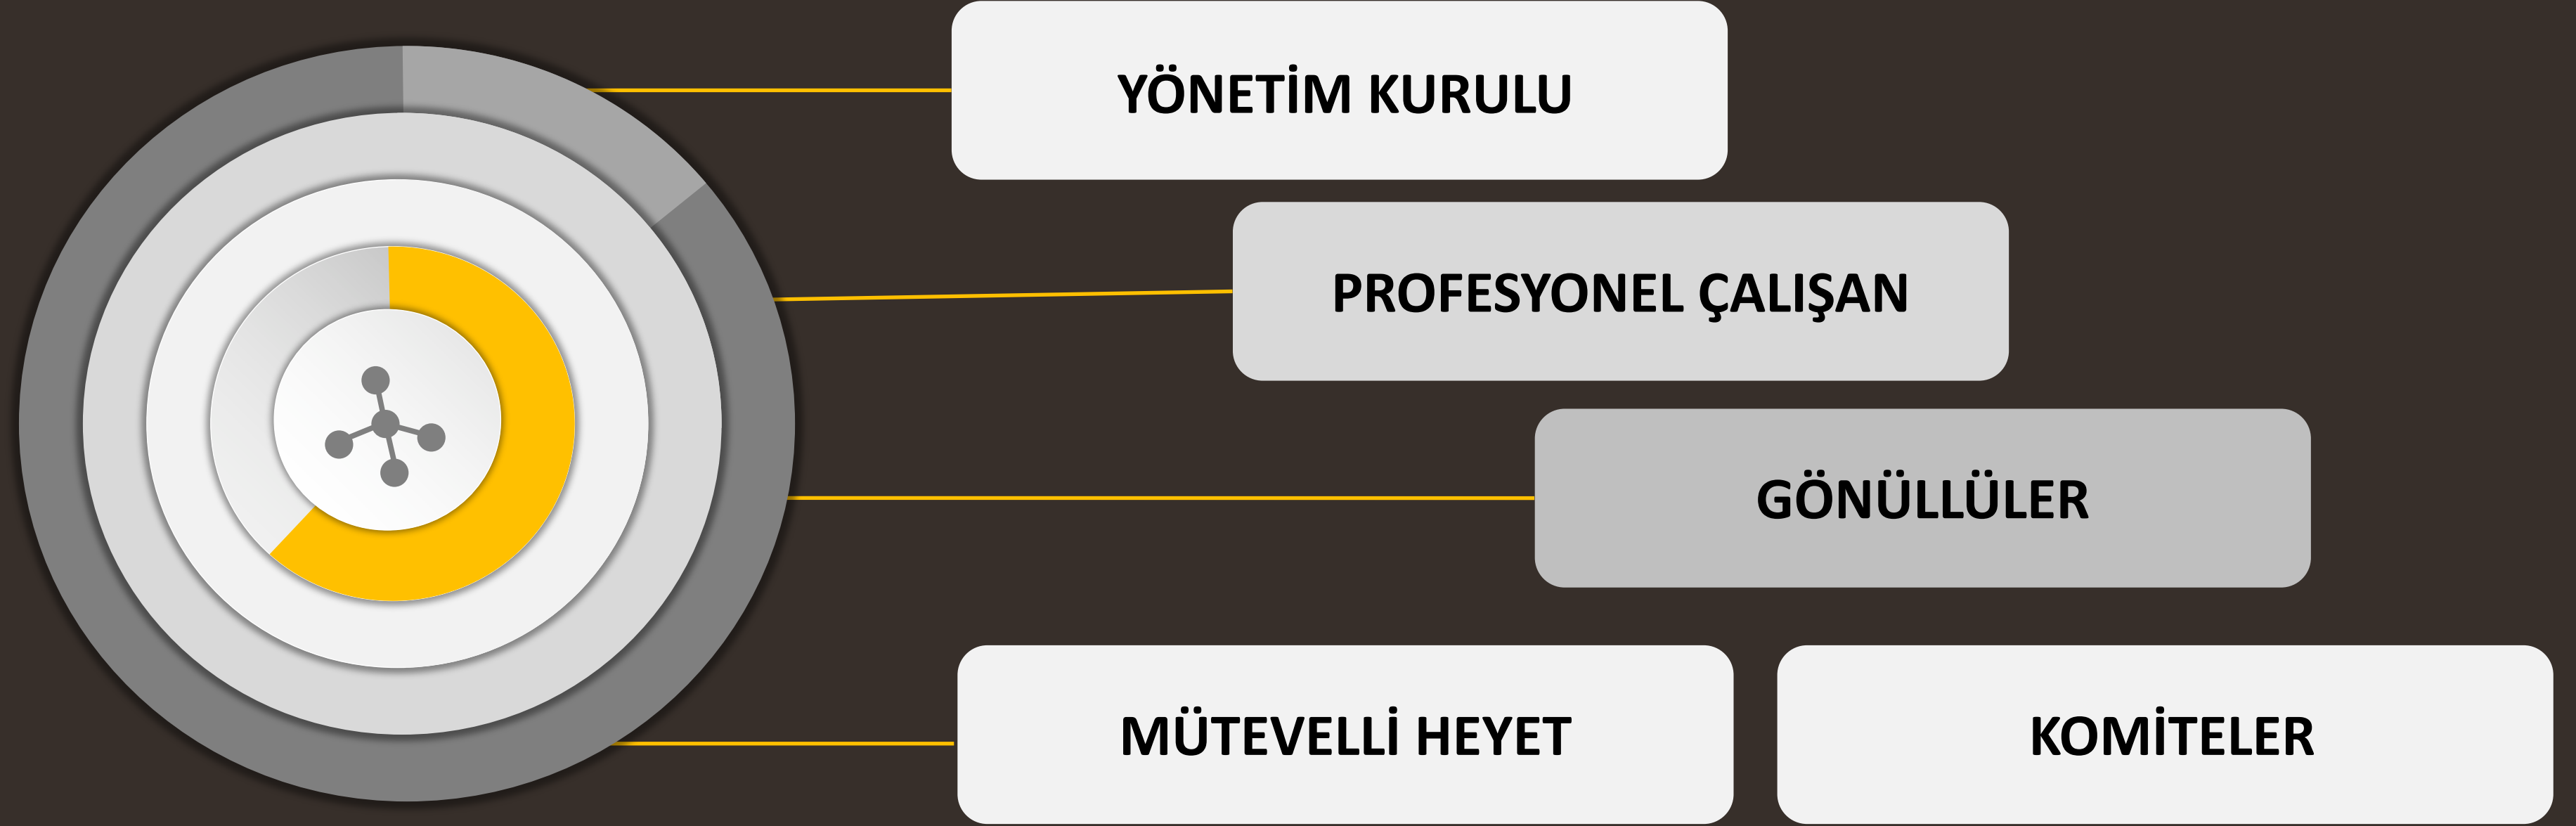 YÖNETİM KURULU
PROFESYONEL ÇALIŞAN
GÖNÜLLÜLER
MÜTEVELLİ HEYET
KOMİTELER